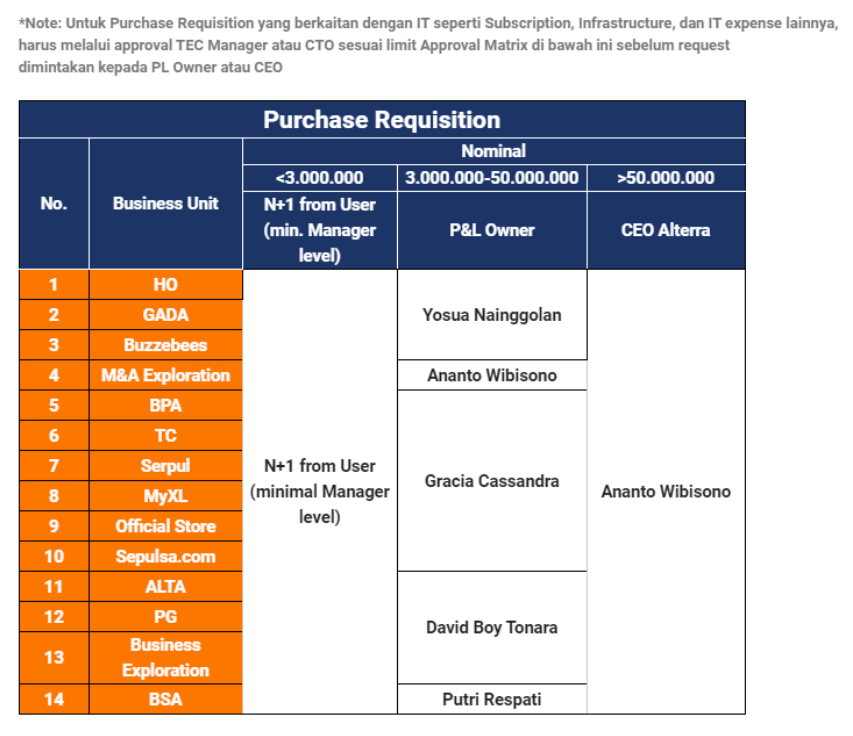 *Note: Untuk Purchase Requisition yang berkaitan dengan IT seperti Subscription, Infrastructure, dan IT expense lainnya,
harus melalui approval TEC Manager atau CTO sesuai limit Approval Matrix di bawah ini sebelum request
dimintakan kepada PL Owner atau CEO
Purchase Requisition
No.
Business Unit
Nominal
<3.000.000
3.000.000-50.000.000
>50.000.000
N+1 from User
(min. Manager
level)
P&L Owner
CEO Alterra
1 HO
2 GADA
3 Buzzebees
Yosua Nainggolan
4 M&A Exploration
Ananto Wibisono
5 BPA
6 TC
7 Serpul
8 MyXL
9 Official Store
10 Sepulsa.com
N+1 from User
(minimal Manager
level)
Gracia Cassandra
Ananto Wibisono
11 ALTA
12 PG
13 Business
Exploration
David Boy Tonara
14 BSA
Putri Respati